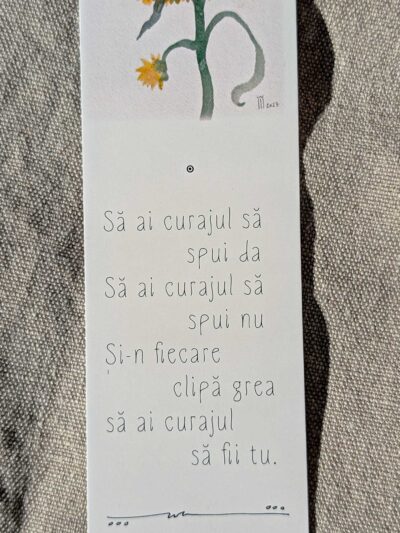 2023
Să ai curajul să
spui da
Să ai curajul să
spui nu
Și-n fiecare
clipă grea
să ai curajul
să fii tu.